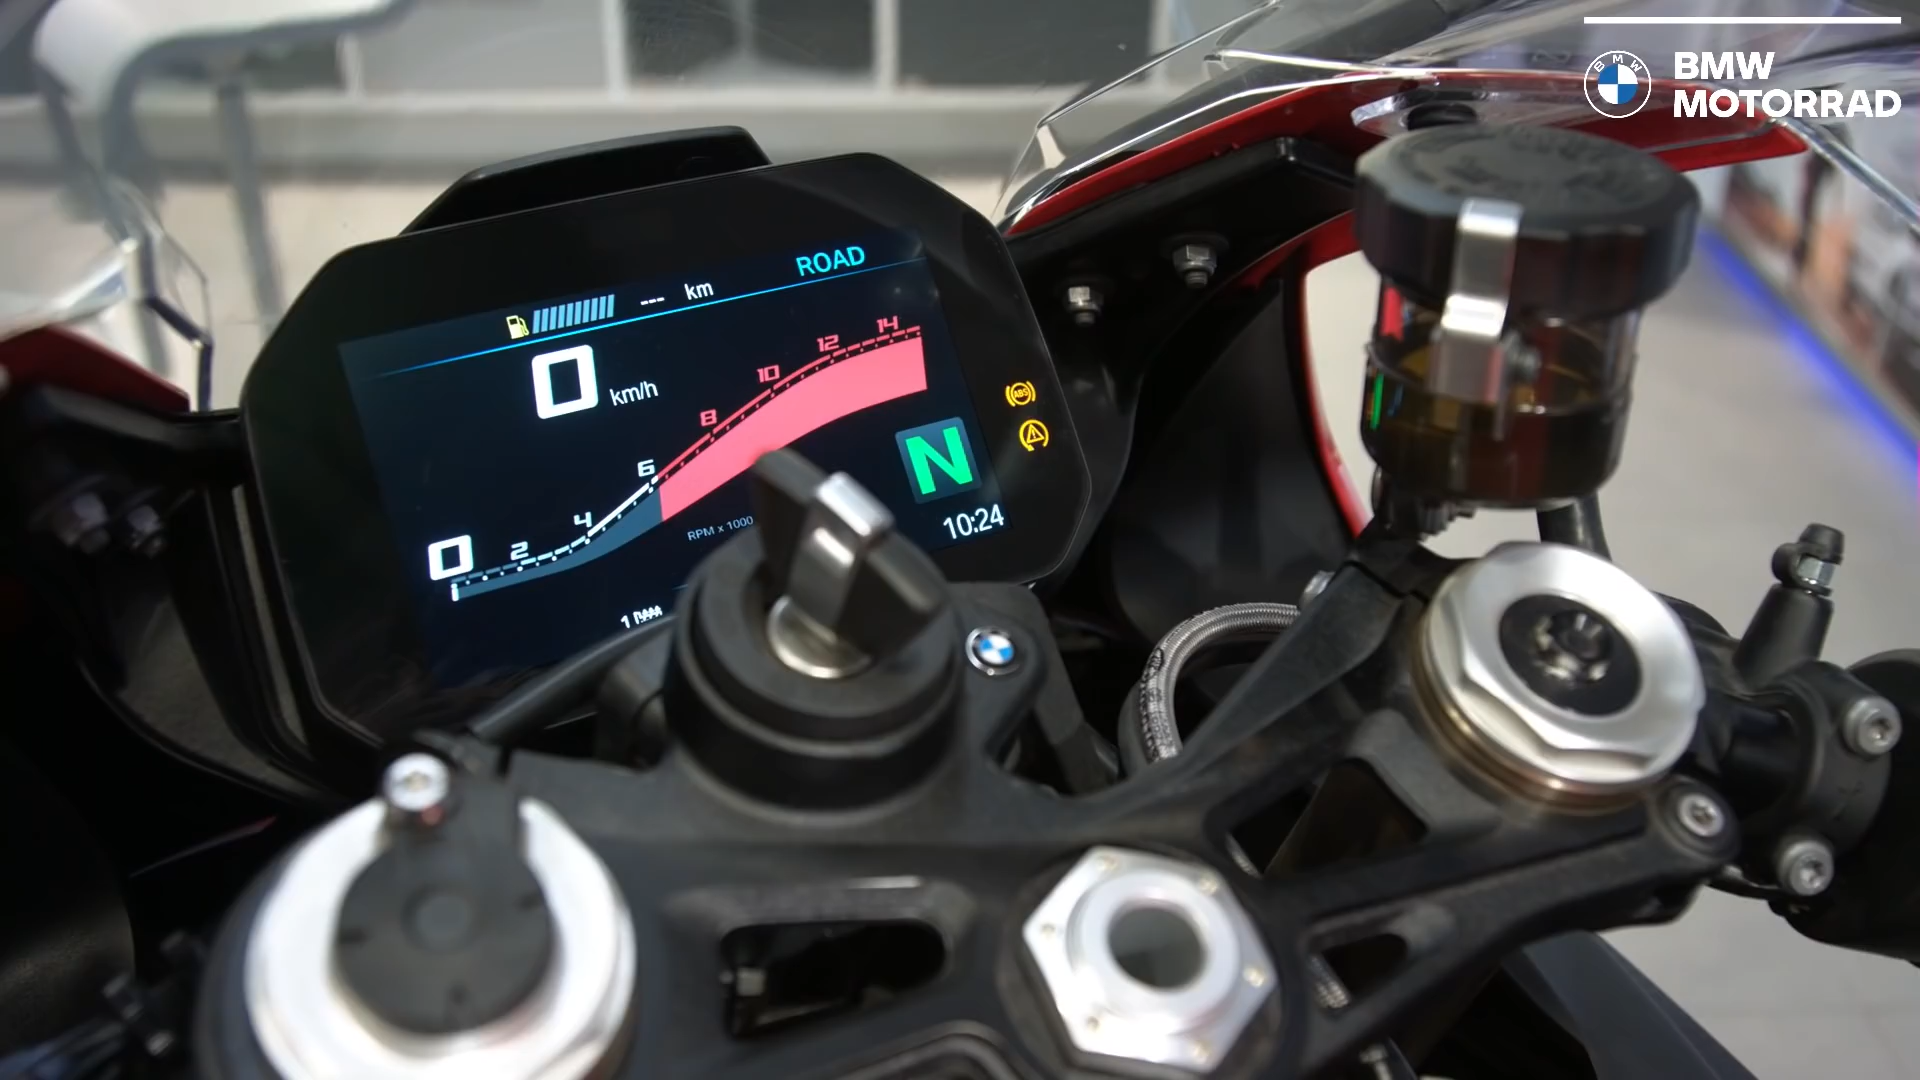 BMW
BMW
MOTORRAD
ROAD
--- km
0 km/h
14
12
10
8
6
4
2
0
RPM x 1000
N
10:24
ABS